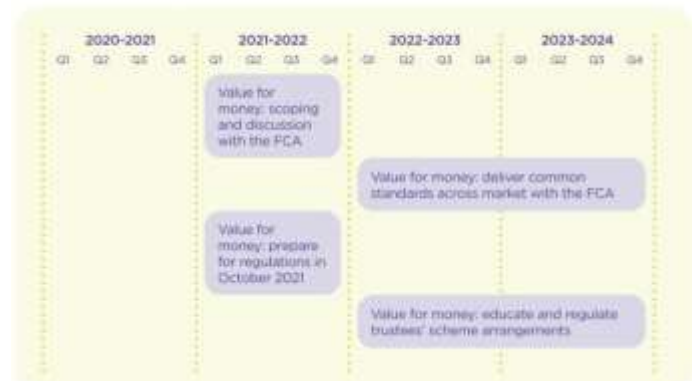 2020-2021 2021-2022 2022-2023 2023-2024
Q1 Q2 Q3 Q4 Q1 Q2 Q3 Q4 Q1 Q2 Q3 Q4 Q1 Q2 Q3 Q4
Value for
money: scoping
and discussion
with the FCA
Value for money: deliver common
standards across market with the FCA
Value for
money: prepare
for regulations in
October 2021
Value for money: educate and regulate
trustees' scheme arrangements